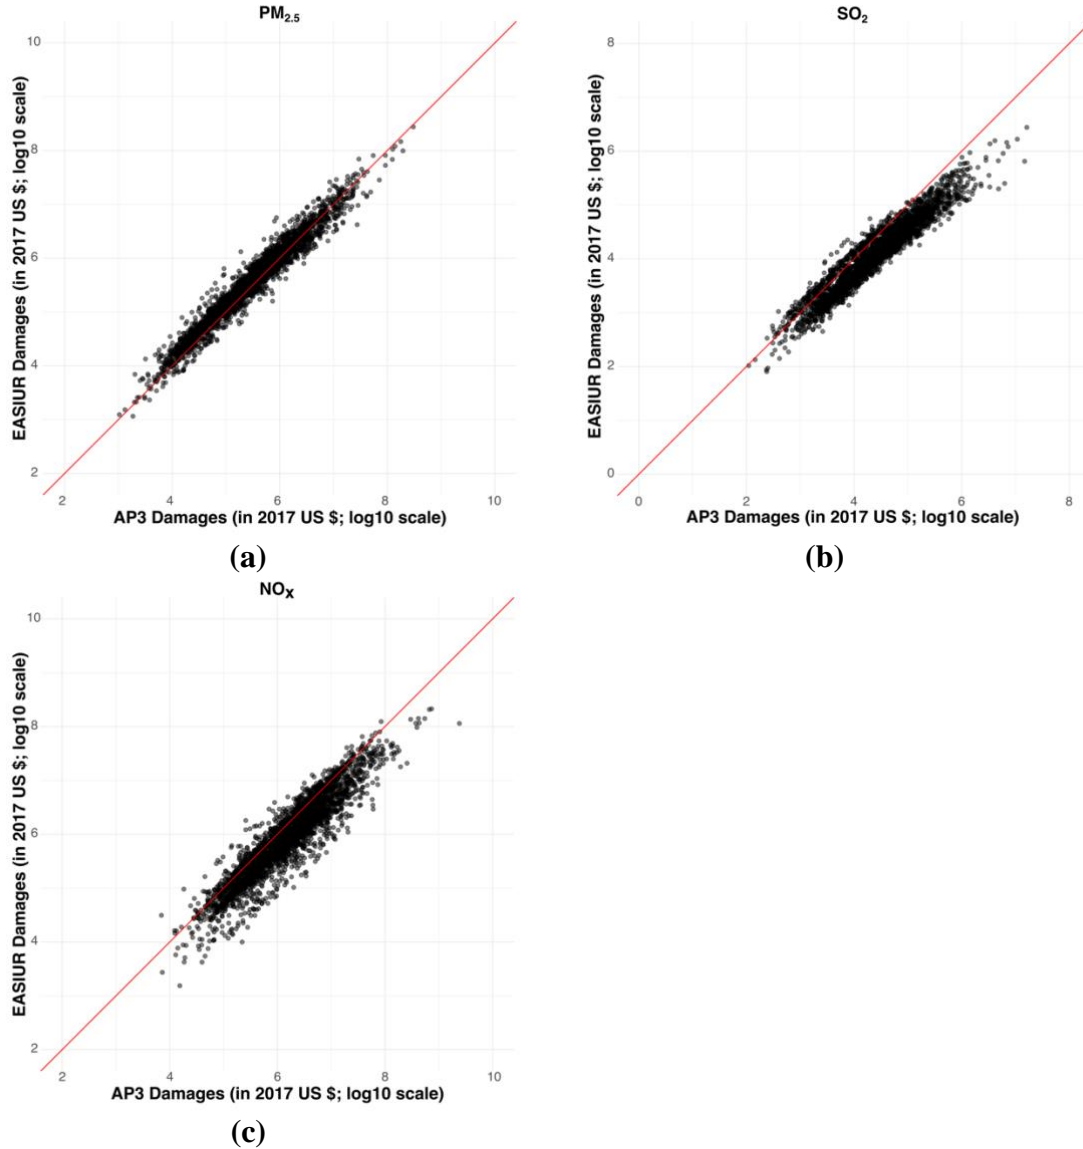 PM2.5
10
8
6
4
2
EASIUR Damages (in 2017 US $; log10 scale)
2 4 6 8 10
AP3 Damages (in 2017 US $; log10 scale)
(a)
SO2
8
6
4
2
0
EASIUR Damages (in 2017 US $; log10 scale)
0 2 4 6 8
AP3 Damages (in 2017 US $; log10 scale)
(b)
NOX
10
8
6
4
2
EASIUR Damages (in 2017 US $; log10 scale)
2 4 6 8 10
AP3 Damages (in 2017 US $; log10 scale)
(c)